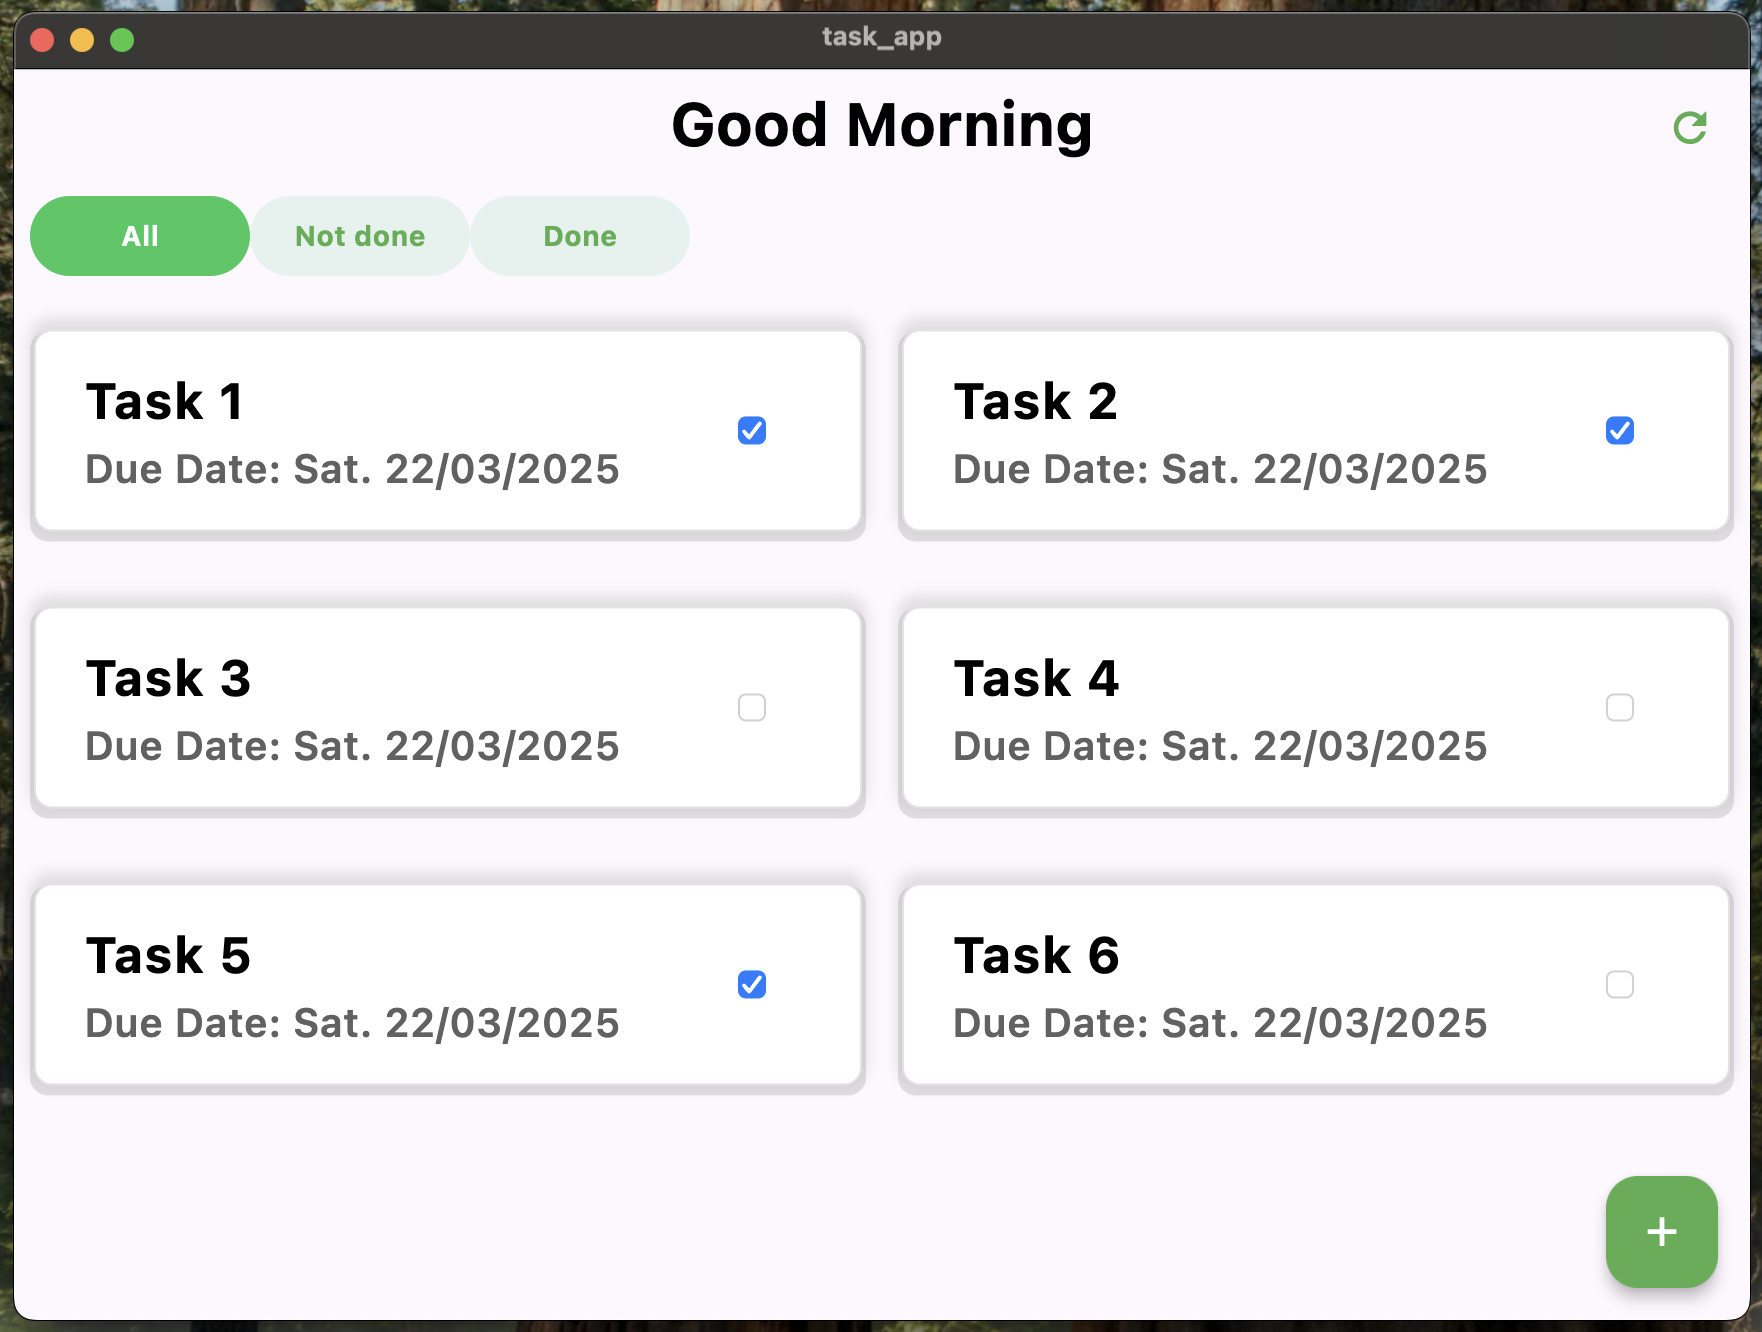 task_app
Good Morning
All
Not done
Done
Task 1
Due Date: Sat. 22/03/2025
Task 2
Due Date: Sat. 22/03/2025
Task 3
Due Date: Sat. 22/03/2025
Task 4
Due Date: Sat. 22/03/2025
Task 5
Due Date: Sat. 22/03/2025
Task 6
Due Date: Sat. 22/03/2025
+